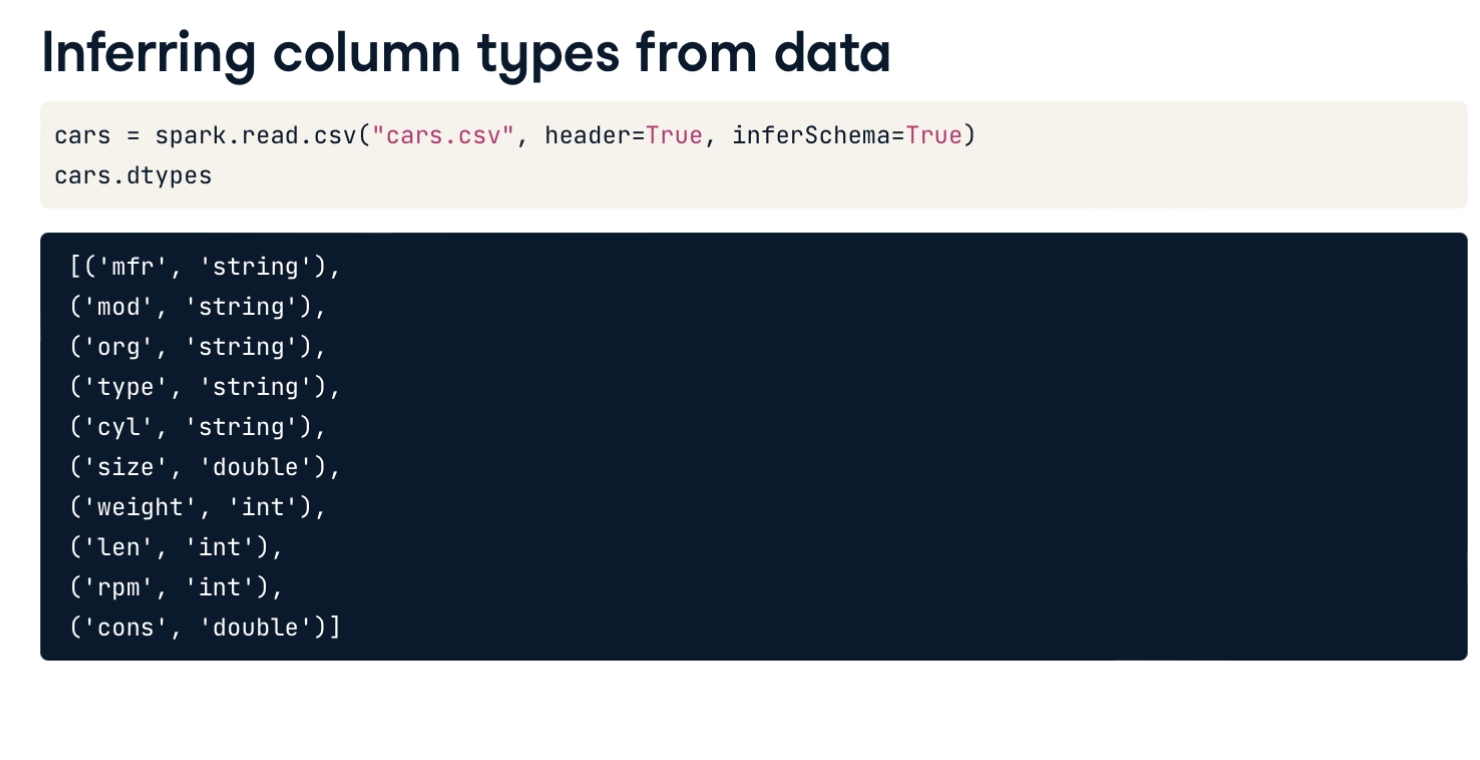 Inferring column types from data
cars = spark.read.csv("cars.csv", header=True, inferSchema=True)
cars.dtypes
[('mfr', 'string'),
('mod', 'string'),
('org', 'string'),
('type', 'string'),
('cyl', 'string'),
('size', 'double'),
('weight', 'int'),
('len', 'int'),
('rpm', 'int'),
('cons', 'double')]